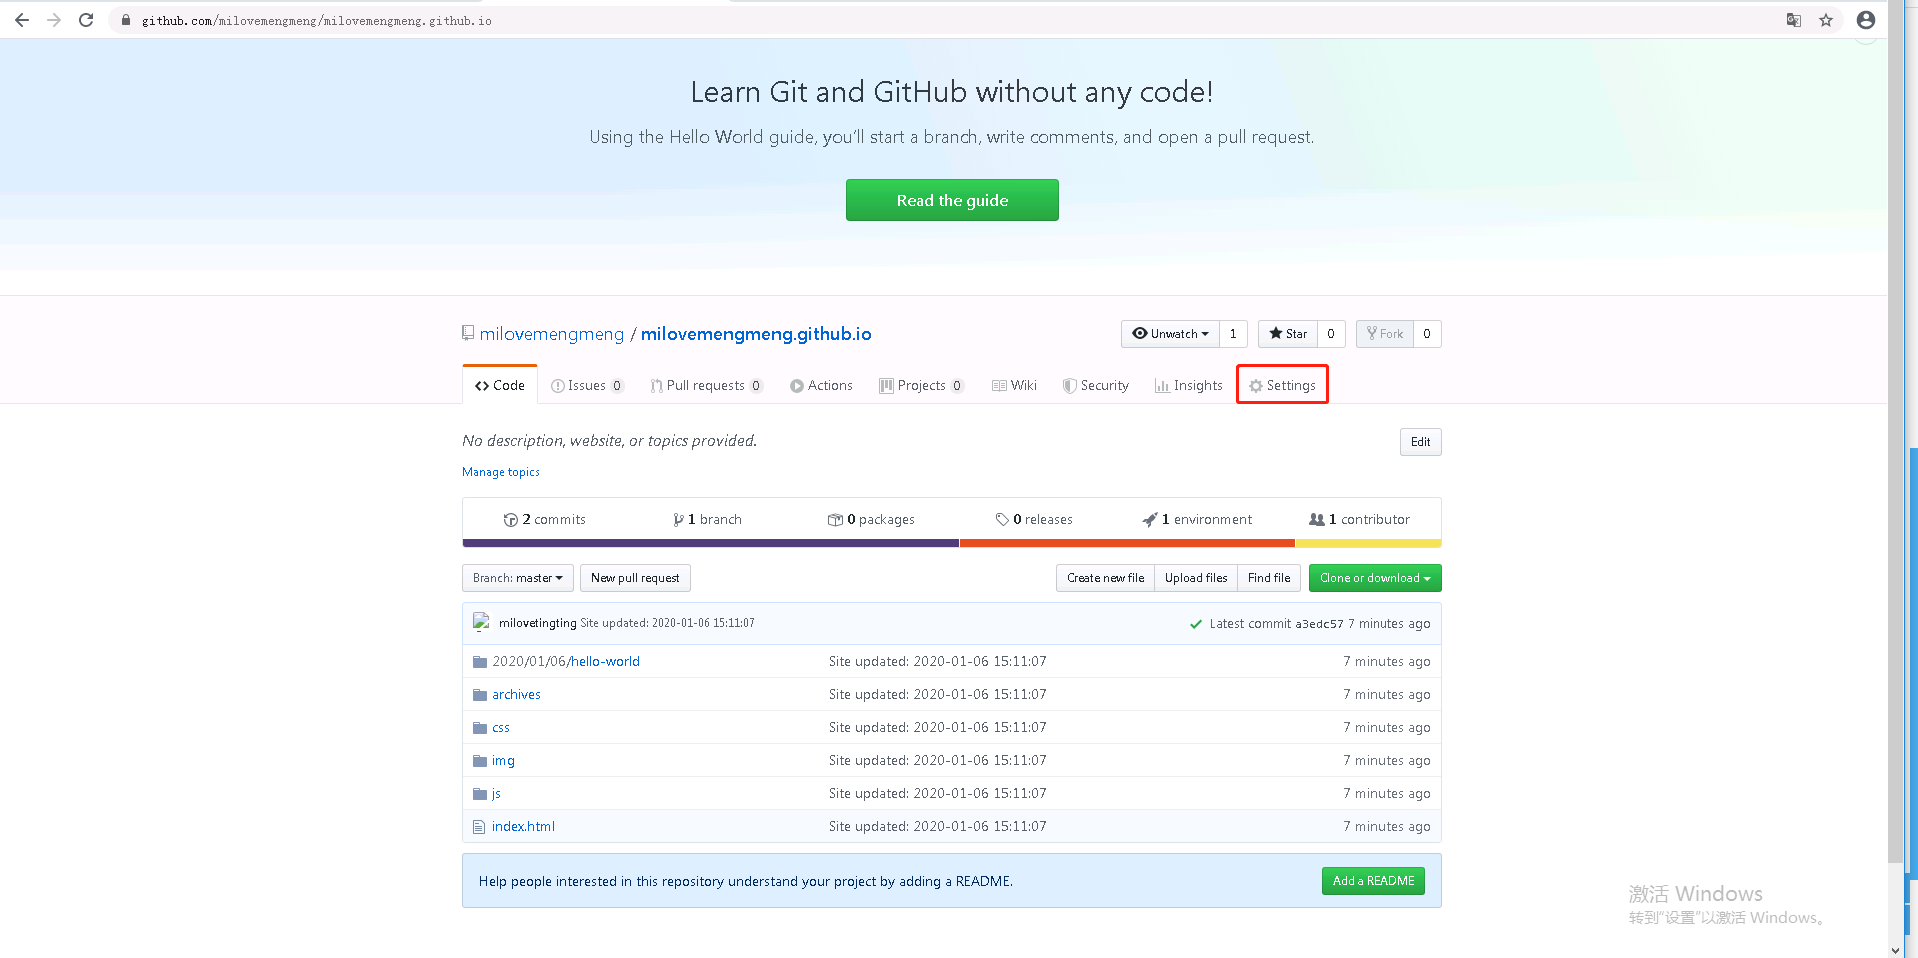 github.com/milovemengmeng/milovemengmeng.github.io
Learn Git and GitHub without any code!
Using the Hello World guide, you’ll start a branch, write comments, and open a pull request.
Read the guide
milovemengmeng / milovemengmeng.github.io
Unwatch 1 Star 0 Fork 0
Code Issues 0 Pull requests 0 Actions Projects 0 Wiki Security Insights Settings
No description, website, or topics provided.
Edit
Manage topics
2 commits 1 branch 0 packages 0 releases 1 environment 1 contributor
Branch: master New pull request Create new file Upload files Find file Clone or download
milovetingting Site updated: 2020-01-06 15:11:07 Latest commit a3edc57 7 minutes ago
2020/01/06/hello-world Site updated: 2020-01-06 15:11:07 7 minutes ago
archives Site updated: 2020-01-06 15:11:07 7 minutes ago
css Site updated: 2020-01-06 15:11:07 7 minutes ago
img Site updated: 2020-01-06 15:11:07 7 minutes ago
js Site updated: 2020-01-06 15:11:07 7 minutes ago
index.html Site updated: 2020-01-06 15:11:07 7 minutes ago
Help people interested in this repository understand your project by adding a README.
Add a README
激活 Windows
转到“设置”以激活 Windows。